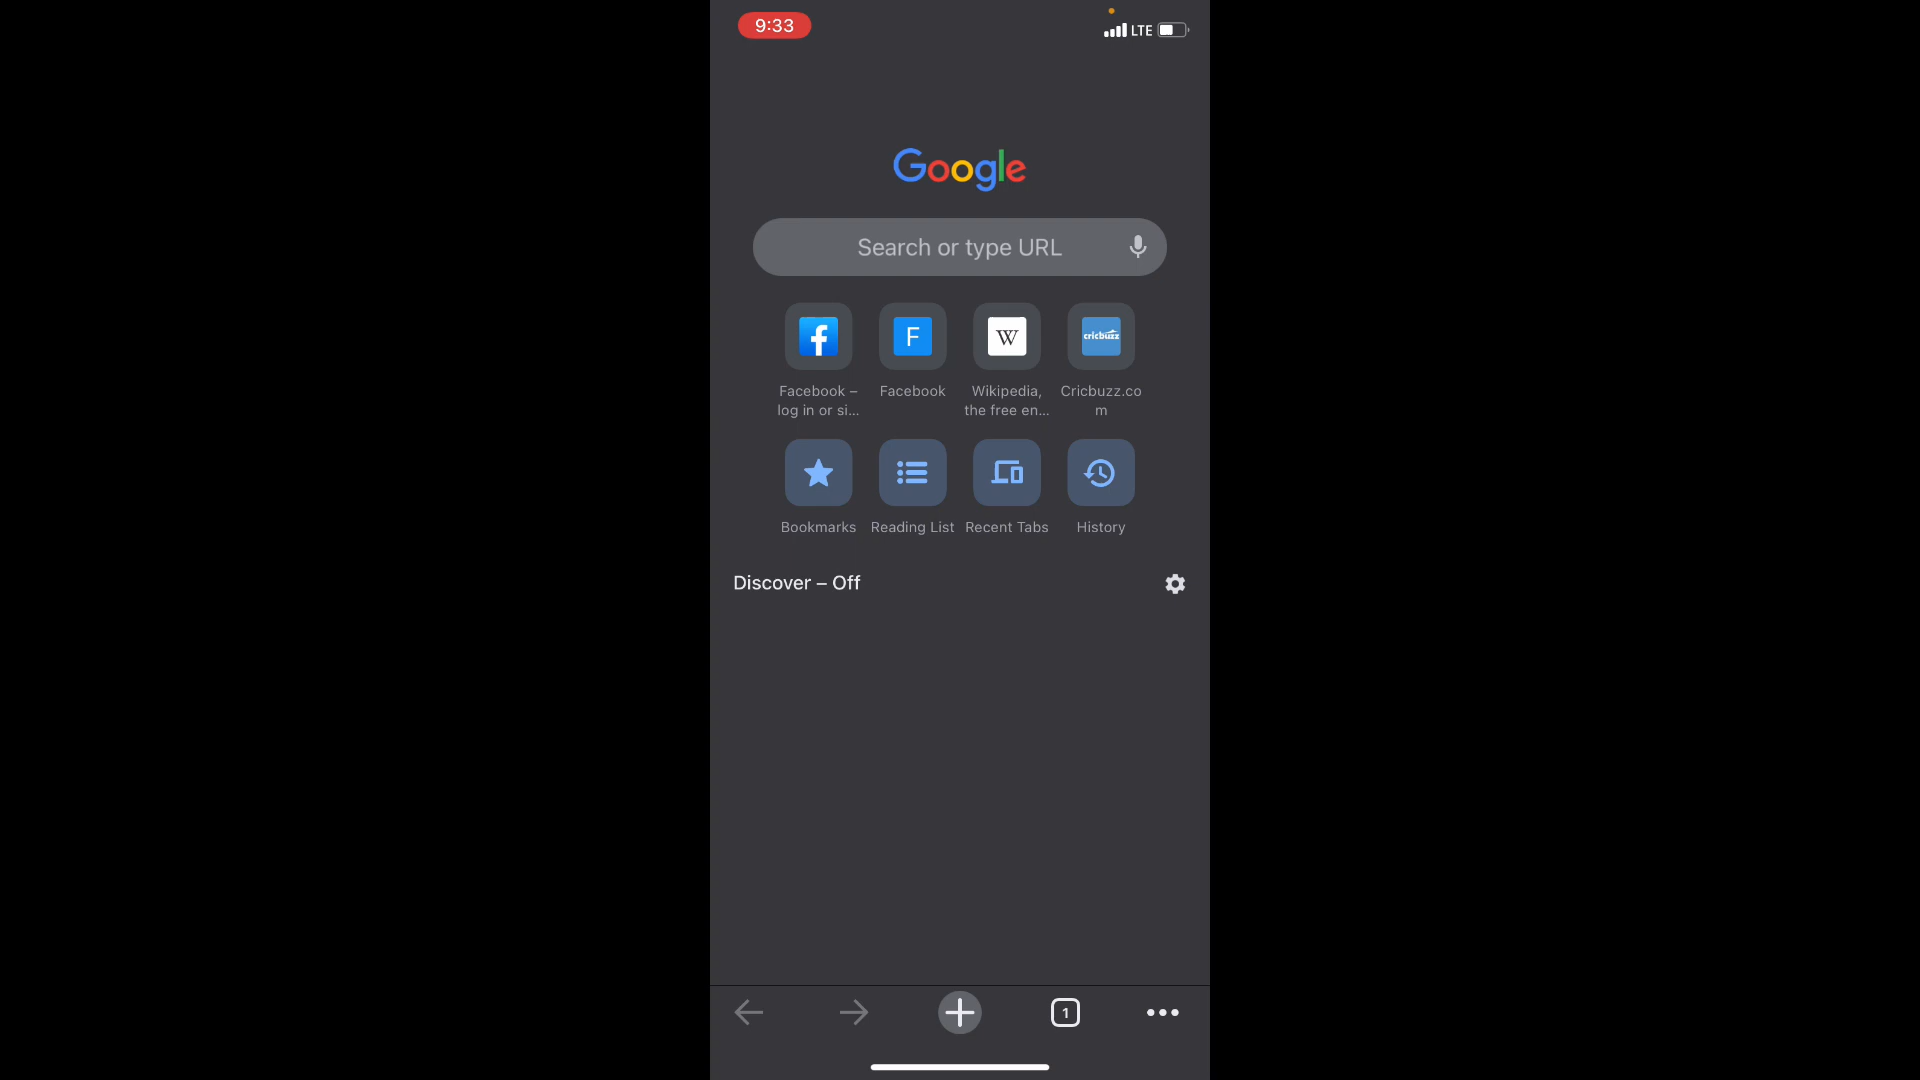 9:33
LTE
Google
Search or type URL
F
W
cricbuzz
Facebook –
log in or si...
Facebook
Wikipedia,
the free en...
Cricbuzz.co
m
Bookmarks
Reading List
Recent Tabs
History
Discover – Off
1